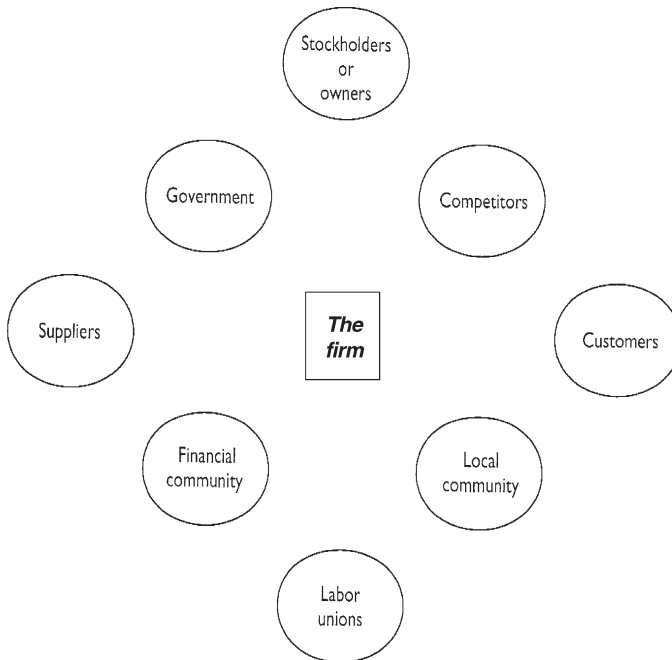 Stockholders
or
owners
Government
Competitors
Suppliers
The
firm
Customers
Financial
community
Local
community
Labor
unions